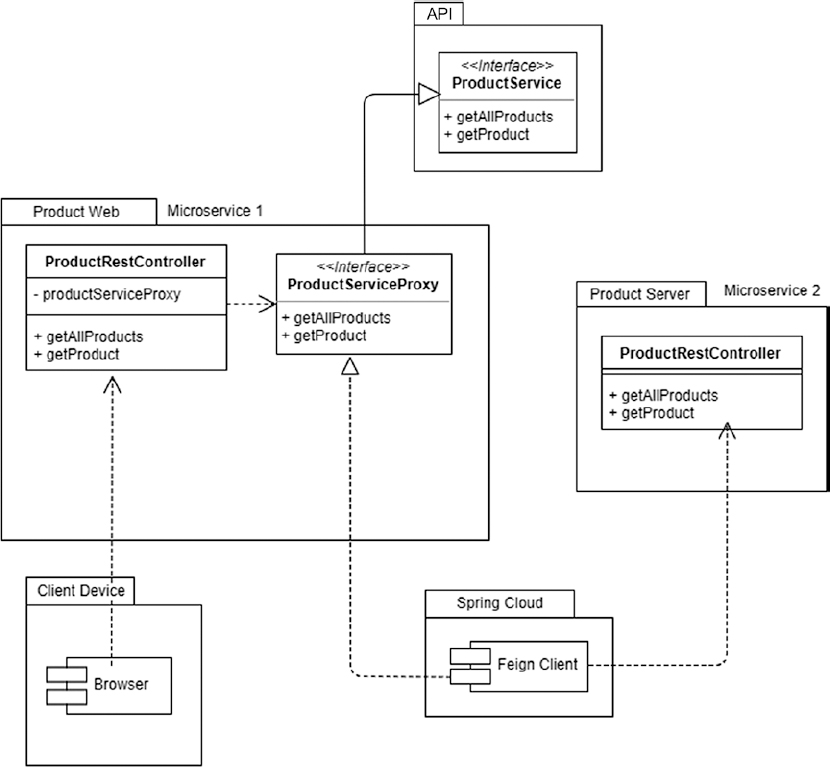 API
<<Interface>>
ProductService
+ getAllProducts
+ getProduct
Product Web
Microservice 1
ProductRestController
- productServiceProxy
+ getAllProducts
+ getProduct
<<Interface>>
ProductServiceProxy
+ getAllProducts
+ getProduct
Product Server
Microservice 2
ProductRestController
+ getAllProducts
+ getProduct
Client Device
Browser
Spring Cloud
Feign Client